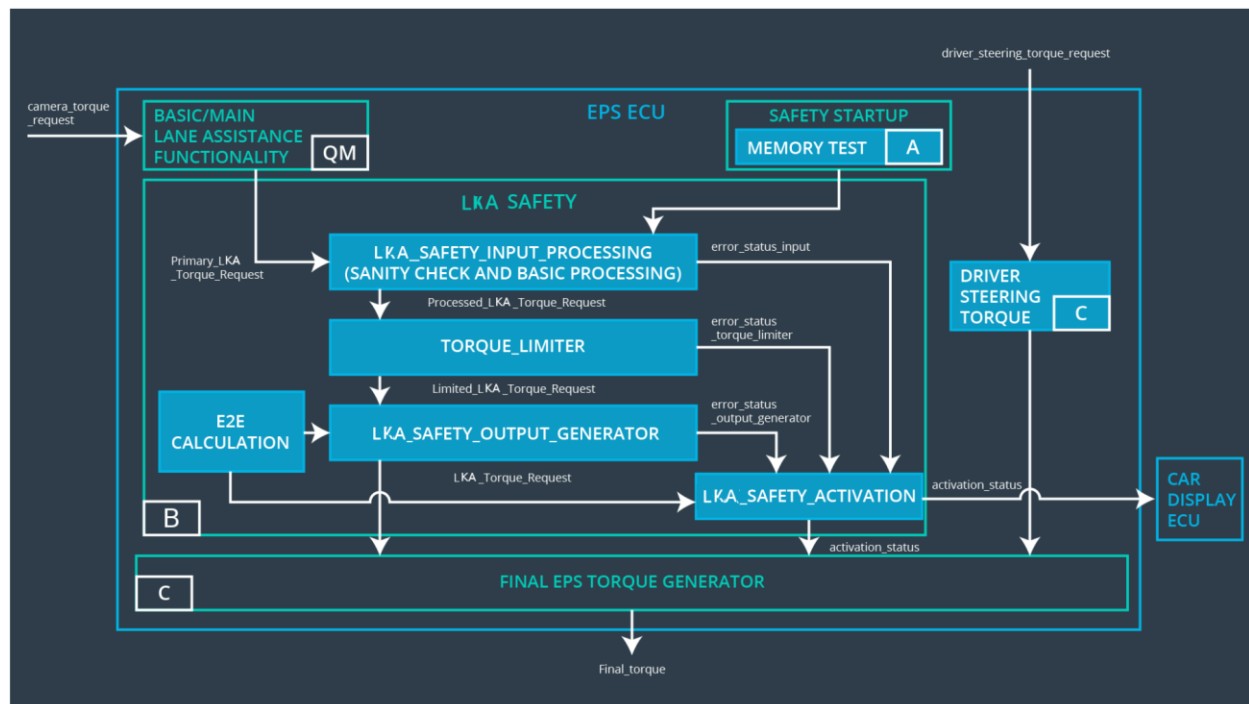 driver_steering_torque_request
camera_torque
_request
EPS ECU
BASIC/MAIN
LANE ASSISTANCE
FUNCTIONALITY
QM
SAFETY STARTUP
MEMORY TEST
A
LKA SAFETY
Primary_LKA
_Torque_Request
LKA_SAFETY_INPUT_PROCESSING
(SANITY CHECK AND BASIC PROCESSING)
error_status_input
DRIVER
STEERING
TORQUE
C
Processed_LKA_Torque_Request
TORQUE_LIMITER
error_status
_torque_limiter
Limited_LKA_Torque_Request
E2E
CALCULATION
LKA_SAFETY_OUTPUT_GENERATOR
error_status
_output_generator
LKA_Torque_Request
LKA_SAFETY_ACTIVATION
activation_status
CAR
DISPLAY
ECU
B
activation_status
FINAL EPS TORQUE GENERATOR
C
Final_torque